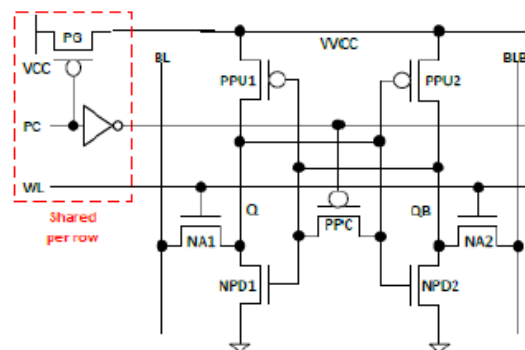 PG
VCC
BL
VVCC
BLB
PPU1
PPU2
PC
WL
Shared
per row
Q
QB
NA1
PPC
NA2
NPD1
NPD2